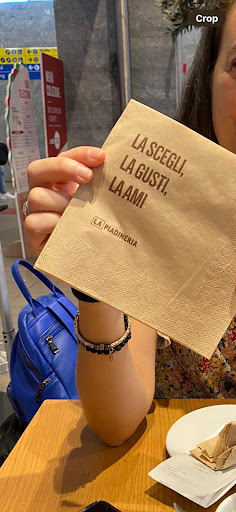 Crop
LA SCEGLI,
LA GUSTI,
LA AMI
LA PIADINERIA